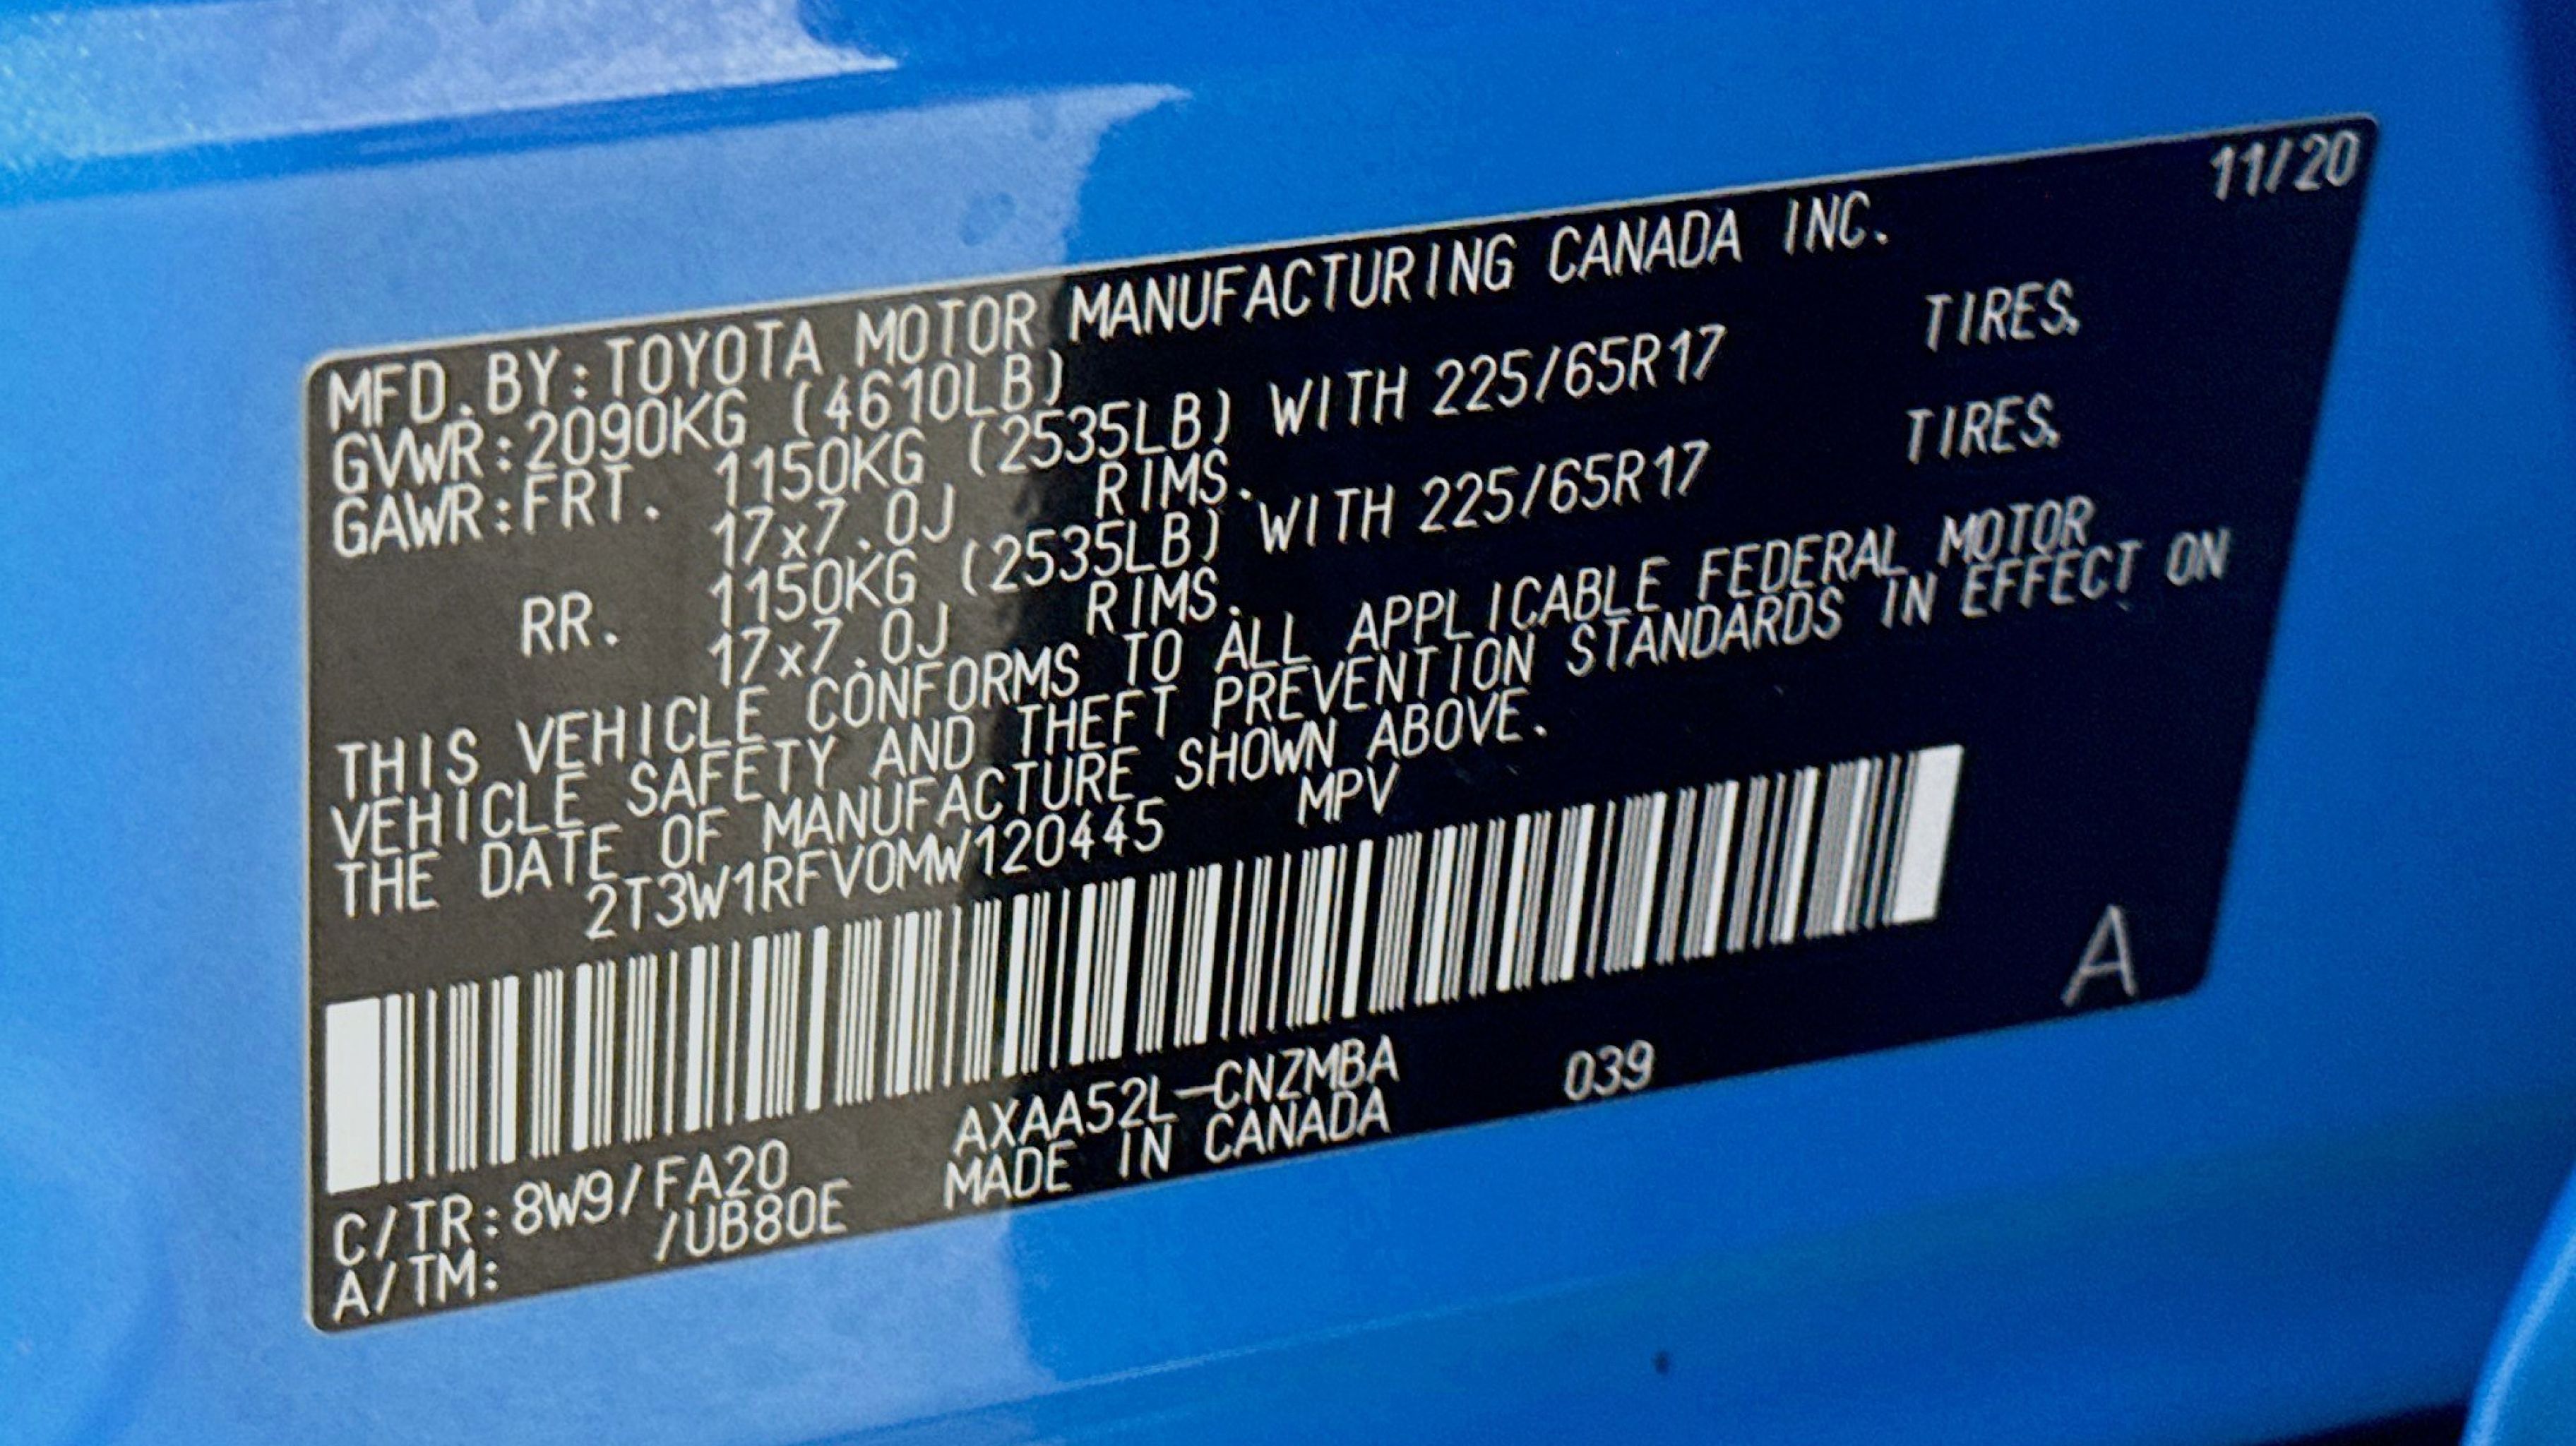 11/20
MFD.BY:TOYOTA MOTOR MANUFACTURING CANADA INC.
GVWR:2090KG (4610LB)
GAWR:FRT. 1150KG (2535LB) WITH 225/65R17 TIRES,
17x7.0J RIMS.
RR. 1150KG (2535LB) WITH 225/65R17 TIRES,
17x7.0J RIMS.
THIS VEHICLE CONFORMS TO ALL APPLICABLE FEDERAL MOTOR
VEHICLE SAFETY AND THEFT PREVENTION STANDARDS IN EFFECT ON
THE DATE OF MANUFACTURE SHOWN ABOVE.
2T3W1RFV0MW120445 MPV
A
C/TR:8W9/FA20 AXAA52L-CNZMBA 039
A/TM: /UB80E MADE IN CANADA